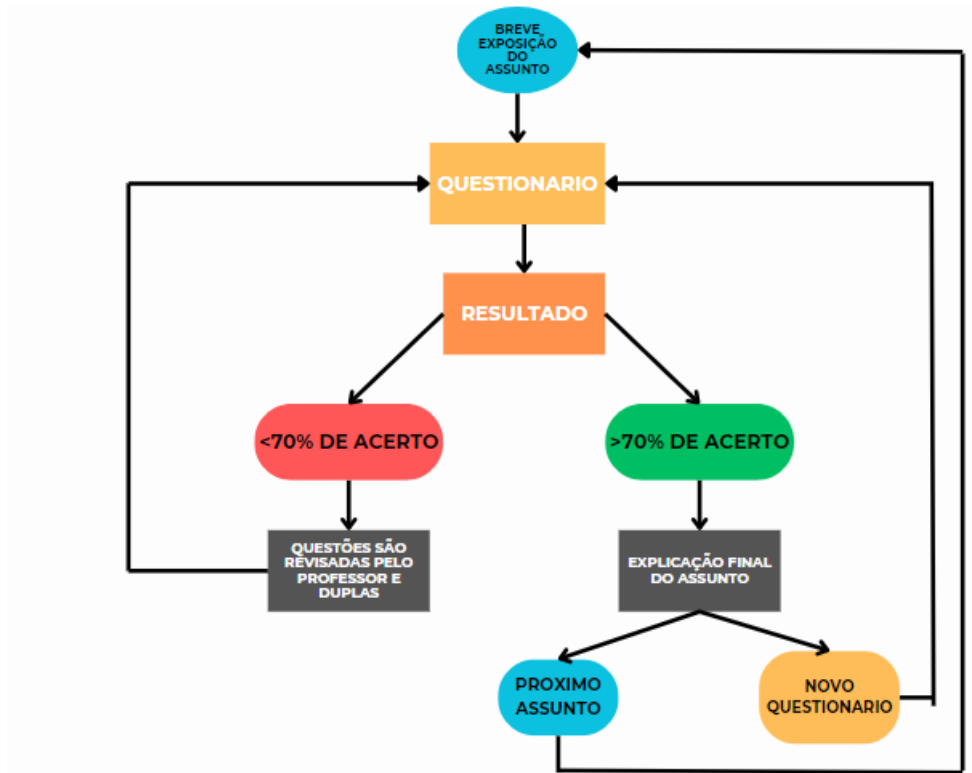 BREVE
EXPOSIÇÃO
DO
ASSUNTO
QUESTIONARIO
RESULTADO
<70% DE ACERTO
>70% DE ACERTO
QUESTÕES SÃO
REVISADAS PELO
PROFESSOR E
DUPLAS
EXPLICAÇÃO FINAL
DO ASSUNTO
PROXIMO
ASSUNTO
NOVO
QUESTIONARIO